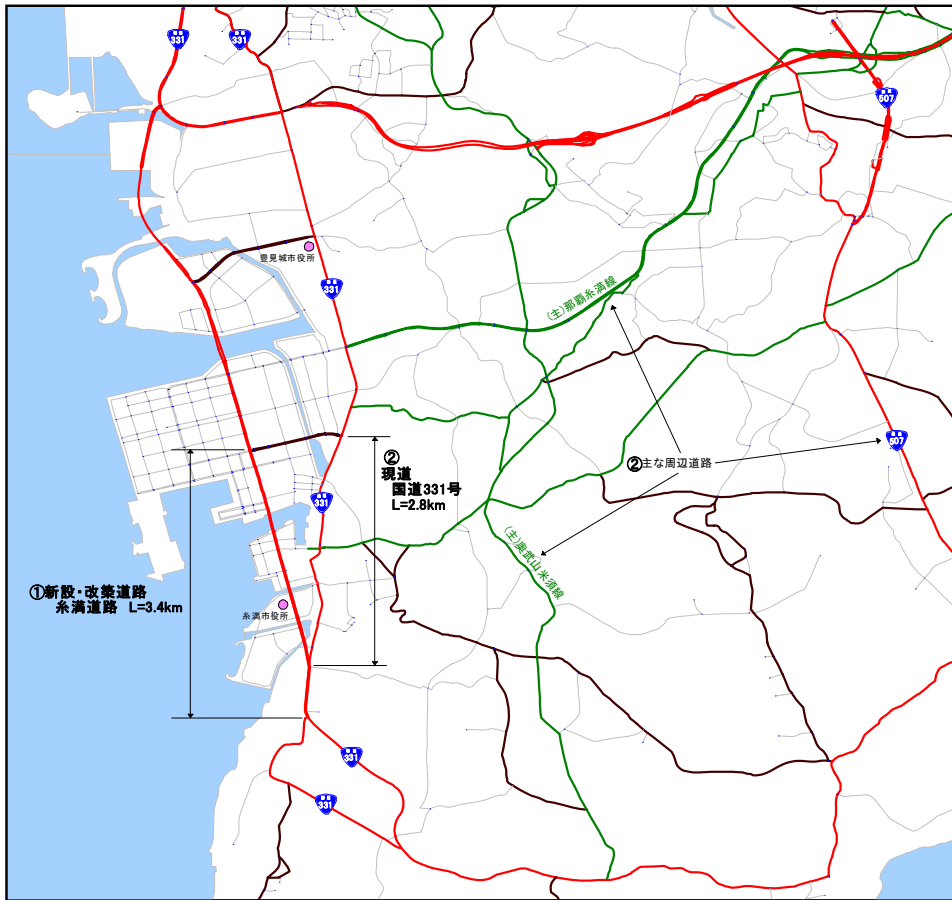 331
331
507
豊見城市役所
331
(主)那覇糸満線
②
現道
国道331号
L=2.8km
507
②主な周辺道路
331
(主)奥武山米須線
①新設・改築道路
糸満道路 L=3.4km
糸満市役所
331
331